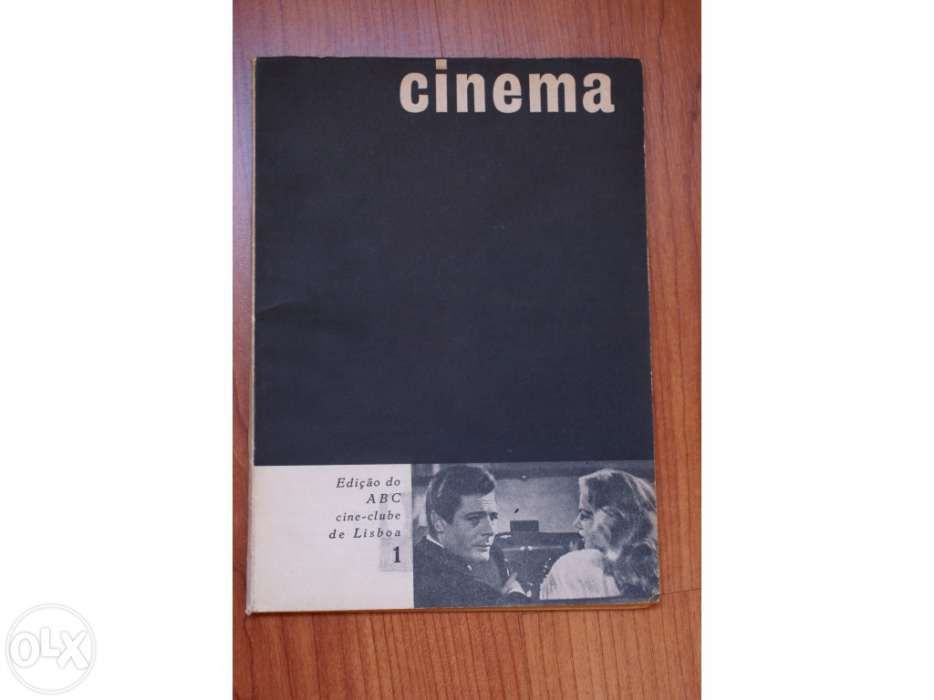 cinema
Edição do
ABC
cine-clube
de Lisboa
1
OLX